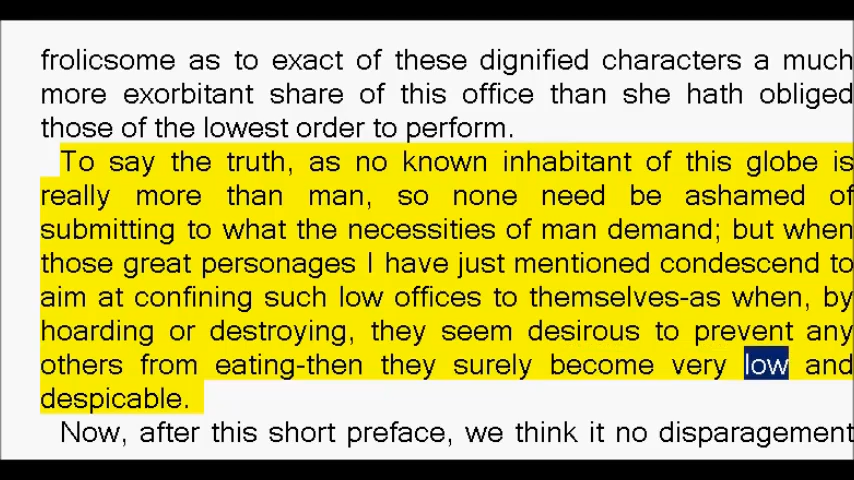 frolicsome as to exact of these dignified characters a much
more exorbitant share of this office than she hath obliged
those of the lowest order to perform.
To say the truth, as no known inhabitant of this globe is
really more than man, so none need be ashamed of
submitting to what the necessities of man demand; but when
those great personages I have just mentioned condescend to
aim at confining such low offices to themselves-as when, by
hoarding or destroying, they seem desirous to prevent any
others from eating-then they surely become very low and
despicable.
Now, after this short preface, we think it no disparagement